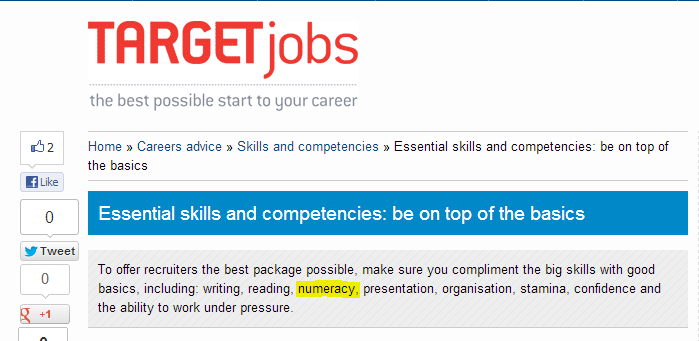 TARGETjobs
the best possible start to your career
2
Like
0
Tweet
0
+1
Home » Careers advice » Skills and competencies » Essential skills and competencies: be on top of
the basics
Essential skills and competencies: be on top of the basics
To offer recruiters the best package possible, make sure you compliment the big skills with good
basics, including: writing, reading, numeracy, presentation, organisation, stamina, confidence and
the ability to work under pressure.